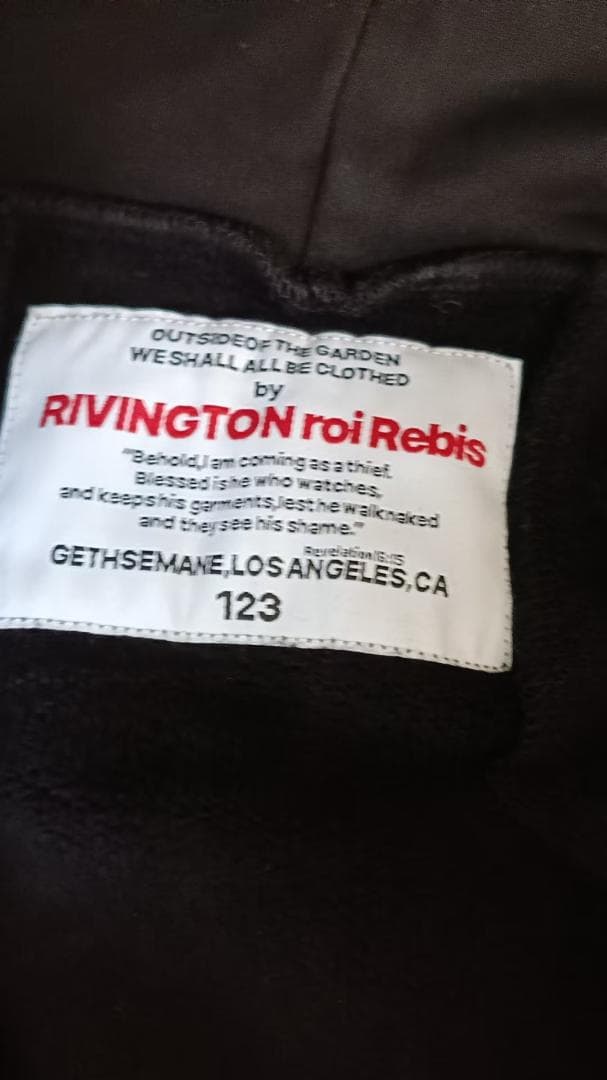 OUTSIDE OF THE GARDEN
WE SHALL ALL BE CLOTHED
by
RIVINGTON roi Rebis
"Behold, I am coming as a thief.
Blessed is he who watches,
and keeps his garments, lest he walk naked
and they see his shame."
Revelation 16:15
GETHSEMANE, LOS ANGELES, CA
123